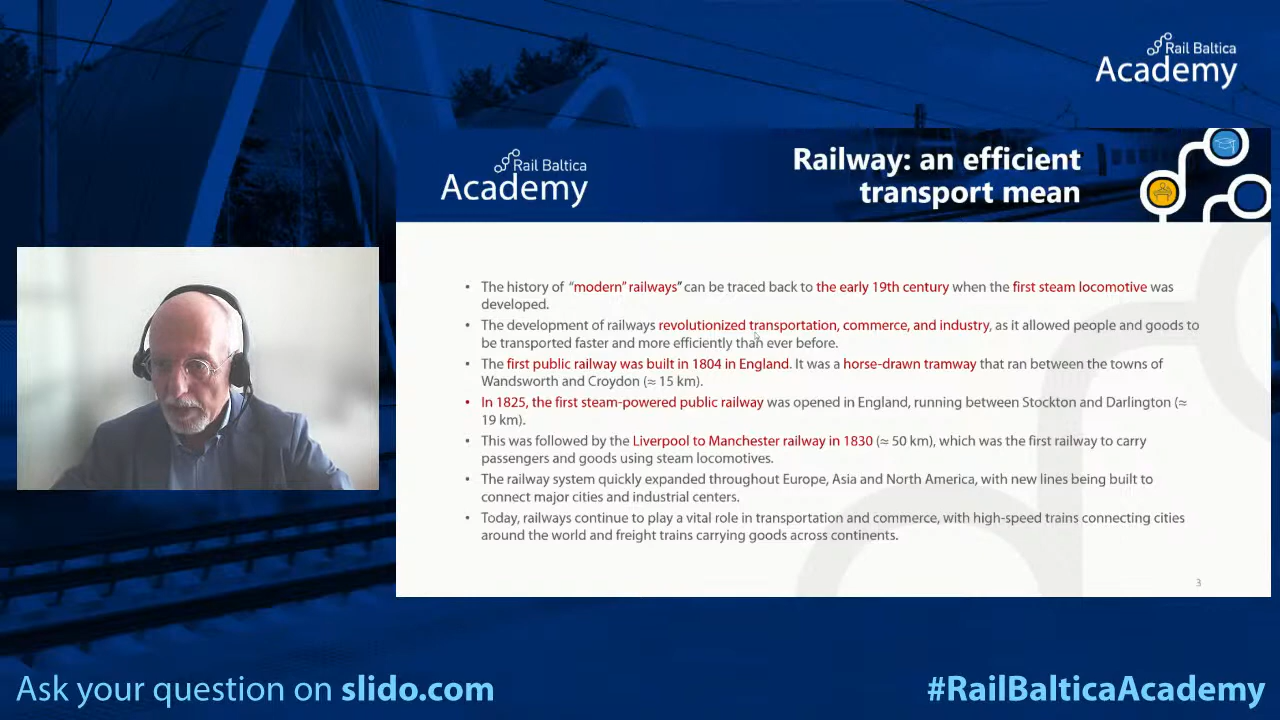 Rail Baltica
Academy
Rail Baltica
Academy
Railway: an efficient
transport mean
• The history of “modern” railways” can be traced back to the early 19th century when the first steam locomotive was
developed.
• The development of railways revolutionized transportation, commerce, and industry, as it allowed people and goods to
be transported faster and more efficiently than ever before.
• The first public railway was built in 1804 in England. It was a horse-drawn tramway that ran between the towns of
Wandsworth and Croydon (≈ 15 km).
• In 1825, the first steam-powered public railway was opened in England, running between Stockton and Darlington (≈
19 km).
• This was followed by the Liverpool to Manchester railway in 1830 (≈ 50 km), which was the first railway to carry
passengers and goods using steam locomotives.
• The railway system quickly expanded throughout Europe, Asia and North America, with new lines being built to
connect major cities and industrial centers.
• Today, railways continue to play a vital role in transportation and commerce, with high-speed trains connecting cities
around the world and freight trains carrying goods across continents.
3
Ask your question on slido.com
#RailBalticaAcademy